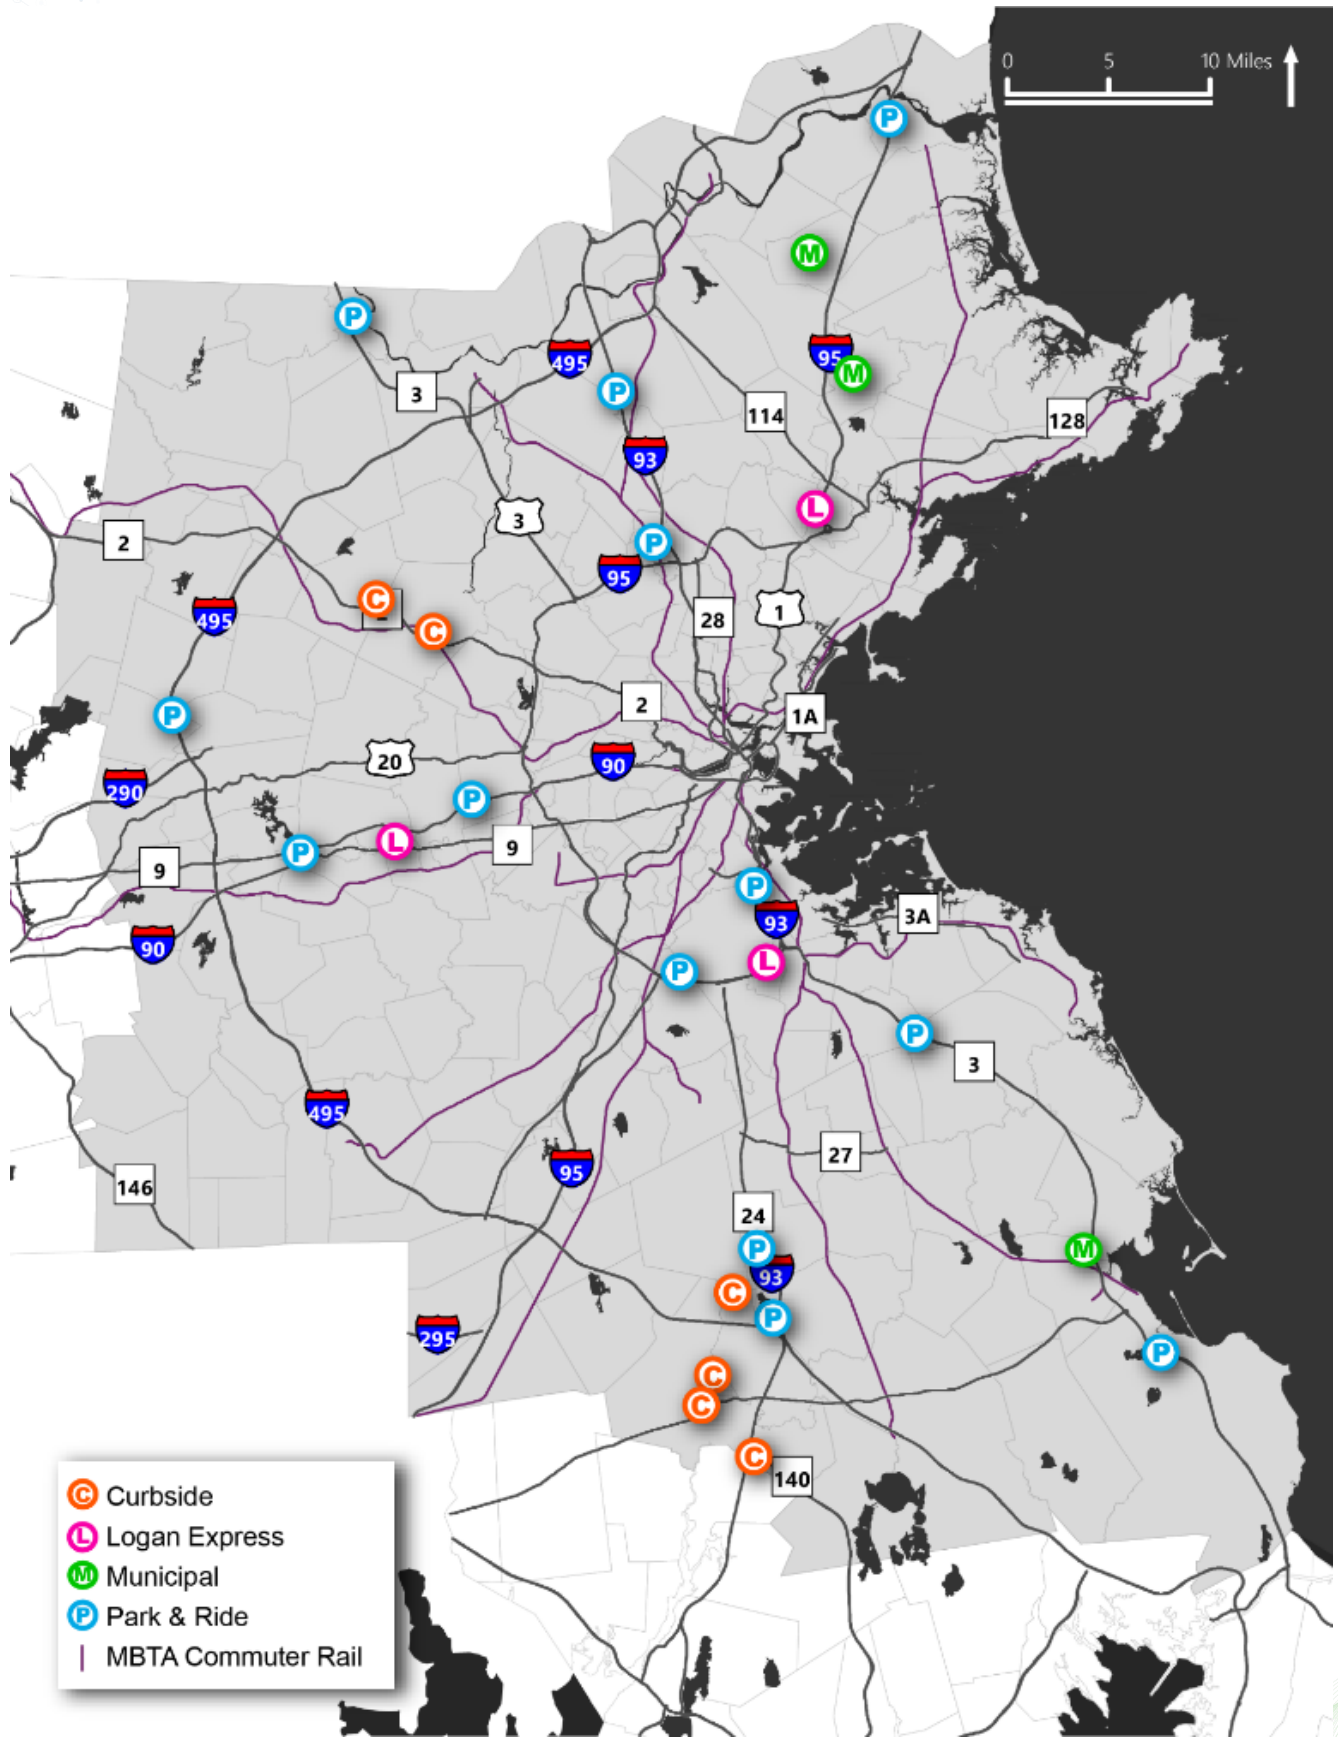 0 5 10 Miles
P
M
P
495
95
M
3
P
114
128
93
L
3
2
P
95
C
495
28
1
C
2
P
1A
20
90
290
P
L
9
P
9
P
3A
93
90
L
P
P
3
495
27
95
146
24
P
M
93
C
P
295
P
C
C
C
140
C Curbside
L Logan Express
M Municipal
P Park & Ride
MBTA Commuter Rail